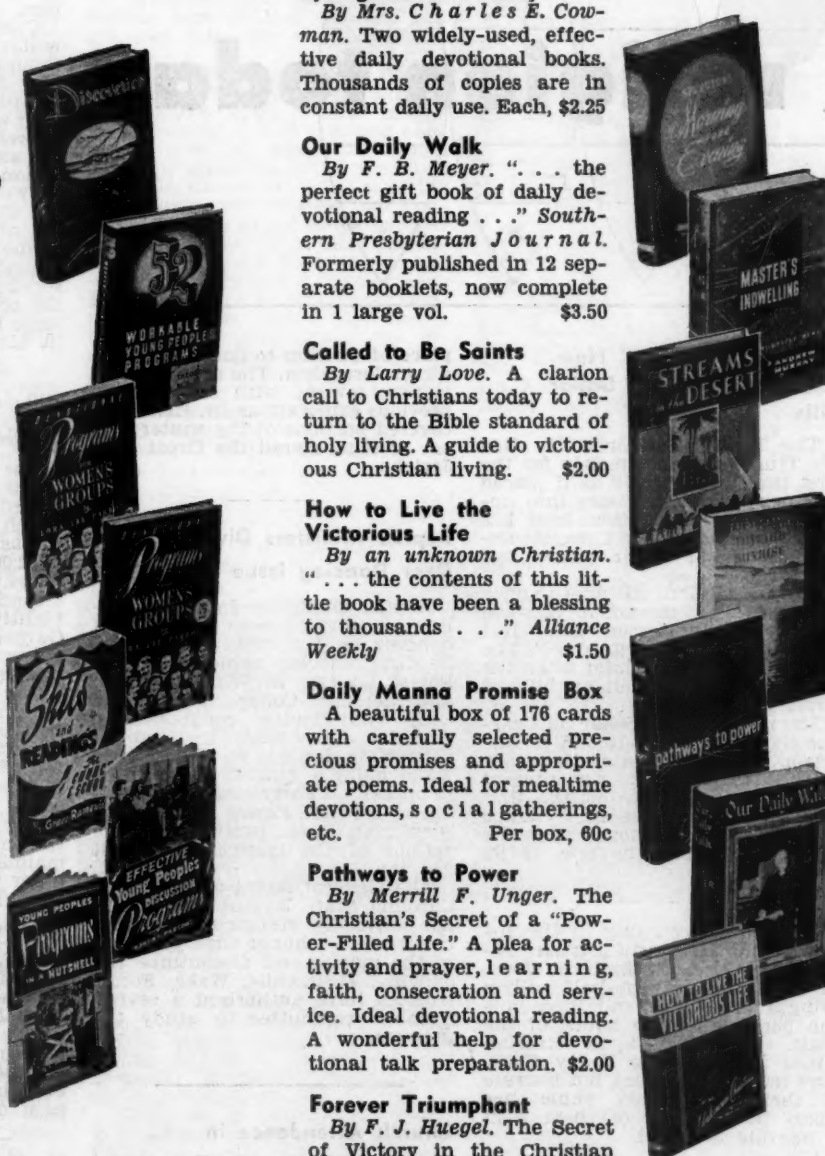 By Mrs. Charles E. Cow-
man. Two widely-used, effec-
tive daily devotional books.
Thousands of copies are in
constant daily use. Each, $2.25
Our Daily Walk
By F. B. Meyer. ". . . the
perfect gift book of daily de-
votional reading . . ." South-
ern Presbyterian Journal.
Formerly published in 12 sep-
arate booklets, now complete
in 1 large vol. $3.50
Called to Be Saints
By Larry Love. A clarion
call to Christians today to re-
turn to the Bible standard of
holy living. A guide to victori-
ous Christian living. $2.00
How to Live the
Victorious Life
By an unknown Christian.
". . . the contents of this lit-
tle book have been a blessing
to thousands . . ." Alliance
Weekly $1.50
Daily Manna Promise Box
A beautiful box of 176 cards
with carefully selected pre-
cious promises and appropri-
ate poems. Ideal for mealtime
devotions, social gatherings,
etc. Per box, 60c
Pathways to Power
By Merrill F. Unger. The
Christian's Secret of a "Pow-
er-Filled Life." A plea for ac-
tivity and prayer, learning,
faith, consecration and serv-
ice. Ideal devotional reading.
A wonderful help for devo-
tional talk preparation. $2.00
Forever Triumphant
By F. J. Huegel. The Secret
of Victory in the Christian
Discoveries
52
WORKABLE
YOUNG PEOPLE'S
PROGRAMS
Programs
FOR
WOMEN'S
GROUPS
Programs
WOMEN'S
GROUPS
Skits
and
READINGS
By Grace Ramquist
EFFECTIVE
Young People's
DISCUSSION
Programs
YOUNG PEOPLES
Programs
IN A NUTSHELL
EXIT
Morning
and
Evening
MASTER'S
INDWELLING
ANDREW
MURRAY
STREAMS
in the DESERT
pathways to power
Our Daily Walk
HOW TO LIVE THE
VICTORIOUS LIFE